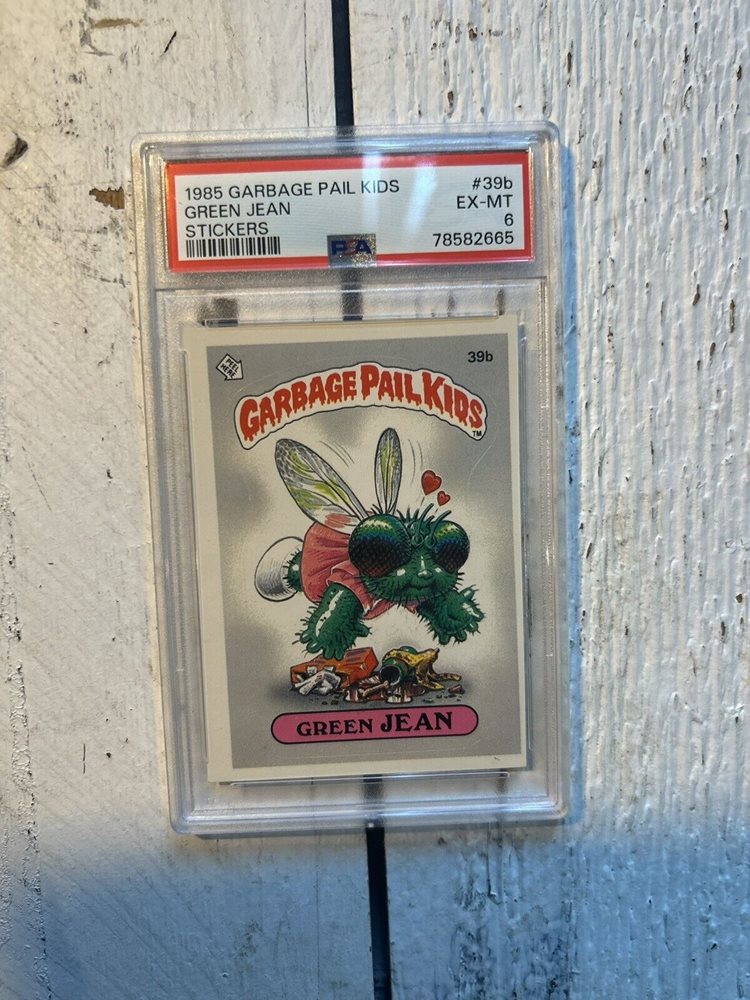 1985 GARBAGE PAIL KIDS #39b
GREEN JEAN EX-MT
STICKERS 6
PSA 78582665
PEEL HERE
39b
GARBAGE PAIL KIDS
TM
GREEN JEAN